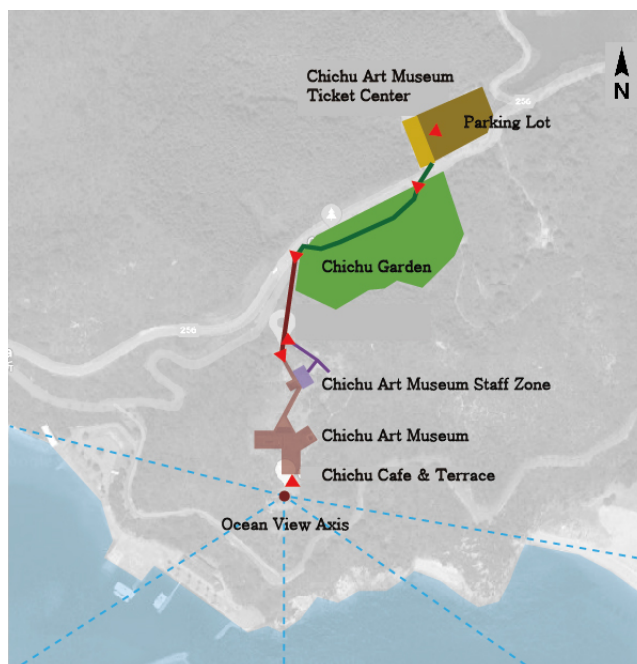 Chichu Art Museum
Ticket Center
N
256
Parking Lot
Chichu Garden
256
Chichu Art Museum Staff Zone
Chichu Art Museum
Chichu Cafe & Terrace
Ocean View Axis